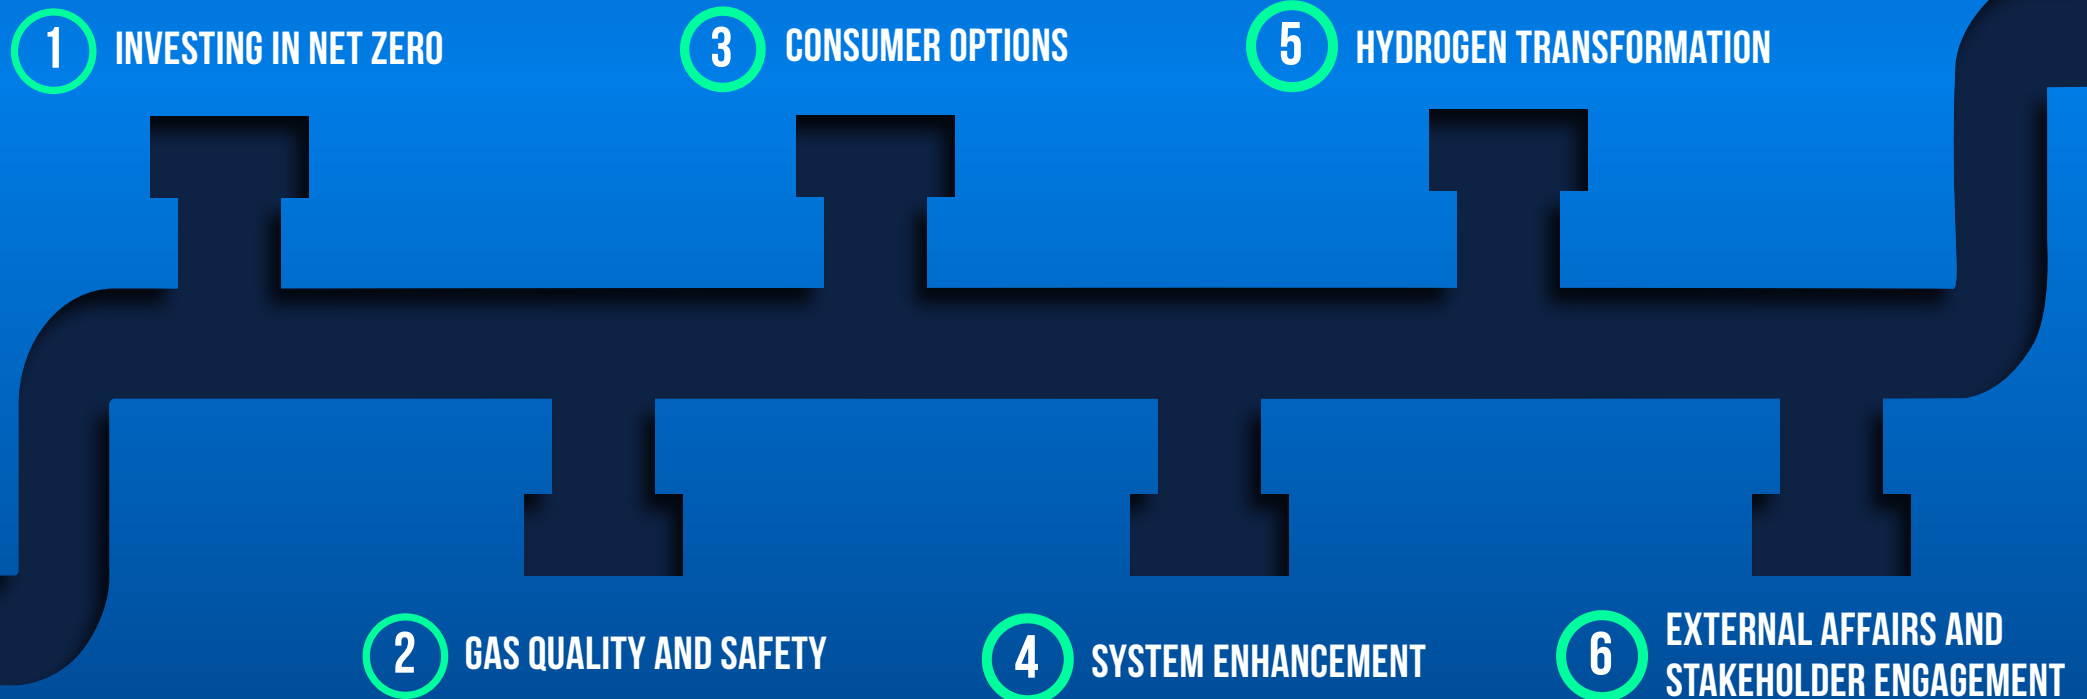 1 INVESTING IN NET ZERO
3 CONSUMER OPTIONS
5 HYDROGEN TRANSFORMATION
2 GAS QUALITY AND SAFETY
4 SYSTEM ENHANCEMENT
6 EXTERNAL AFFAIRS AND
STAKEHOLDER ENGAGEMENT